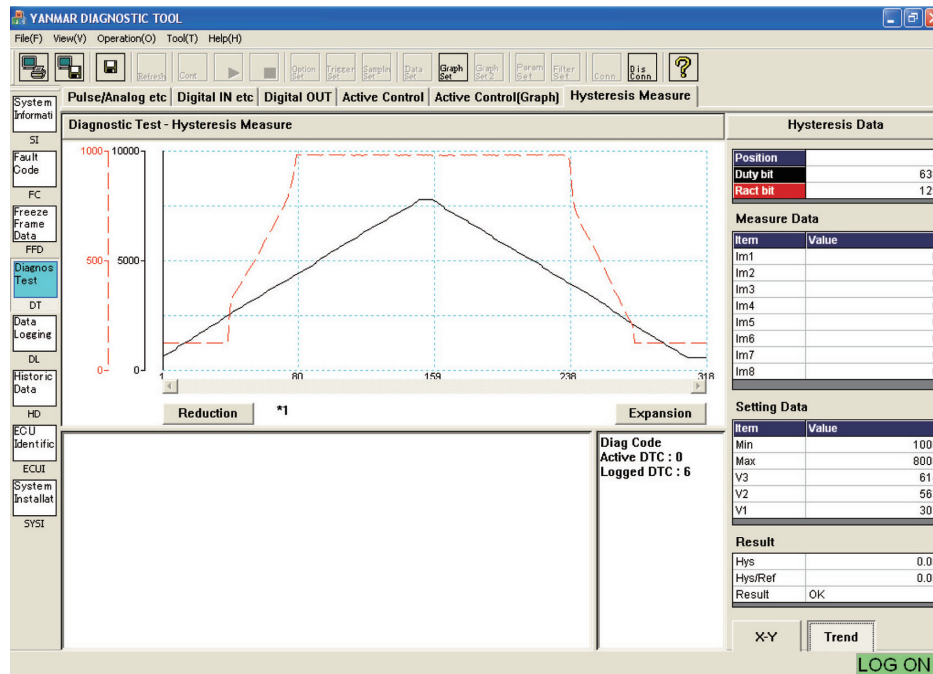 YANMAR DIAGNOSTIC TOOL
File(F) View(V) Operation(O) Tool(T) Help(H)
Refresh Cont Option Set Trigger Set Samplin Set Data Set Graph Set Graph Set2 Param Set Filter Set Conn Dis Conn ?
Pulse/Analog etc Digital IN etc Digital OUT Active Control Active Control(Graph) Hysteresis Measure
System Informati
SI
Fault Code
FC
Freeze Frame Data
FFD
Diagnos Test
DT
Data Logging
DL
Historic Data
HD
ECU Identific
ECUI
System Installat
SYSI
Diagnostic Test - Hysteresis Measure
1000 10000
500 5000
0 0
1 80 159 238 318
Reduction *1 Expansion
Diag Code
Active DTC : 0
Logged DTC : 6
Hysteresis Data
Position
Duty bit 63
Ract bit 12
Measure Data
Item Value
Im1
Im2
Im3
Im4
Im5
Im6
Im7
Im8
Setting Data
Item Value
Min 100
Max 800
V3 61
V2 56
V1 30
Result
Hys 0.0
Hys/Ref 0.0
Result OK
X-Y Trend
LOG ON